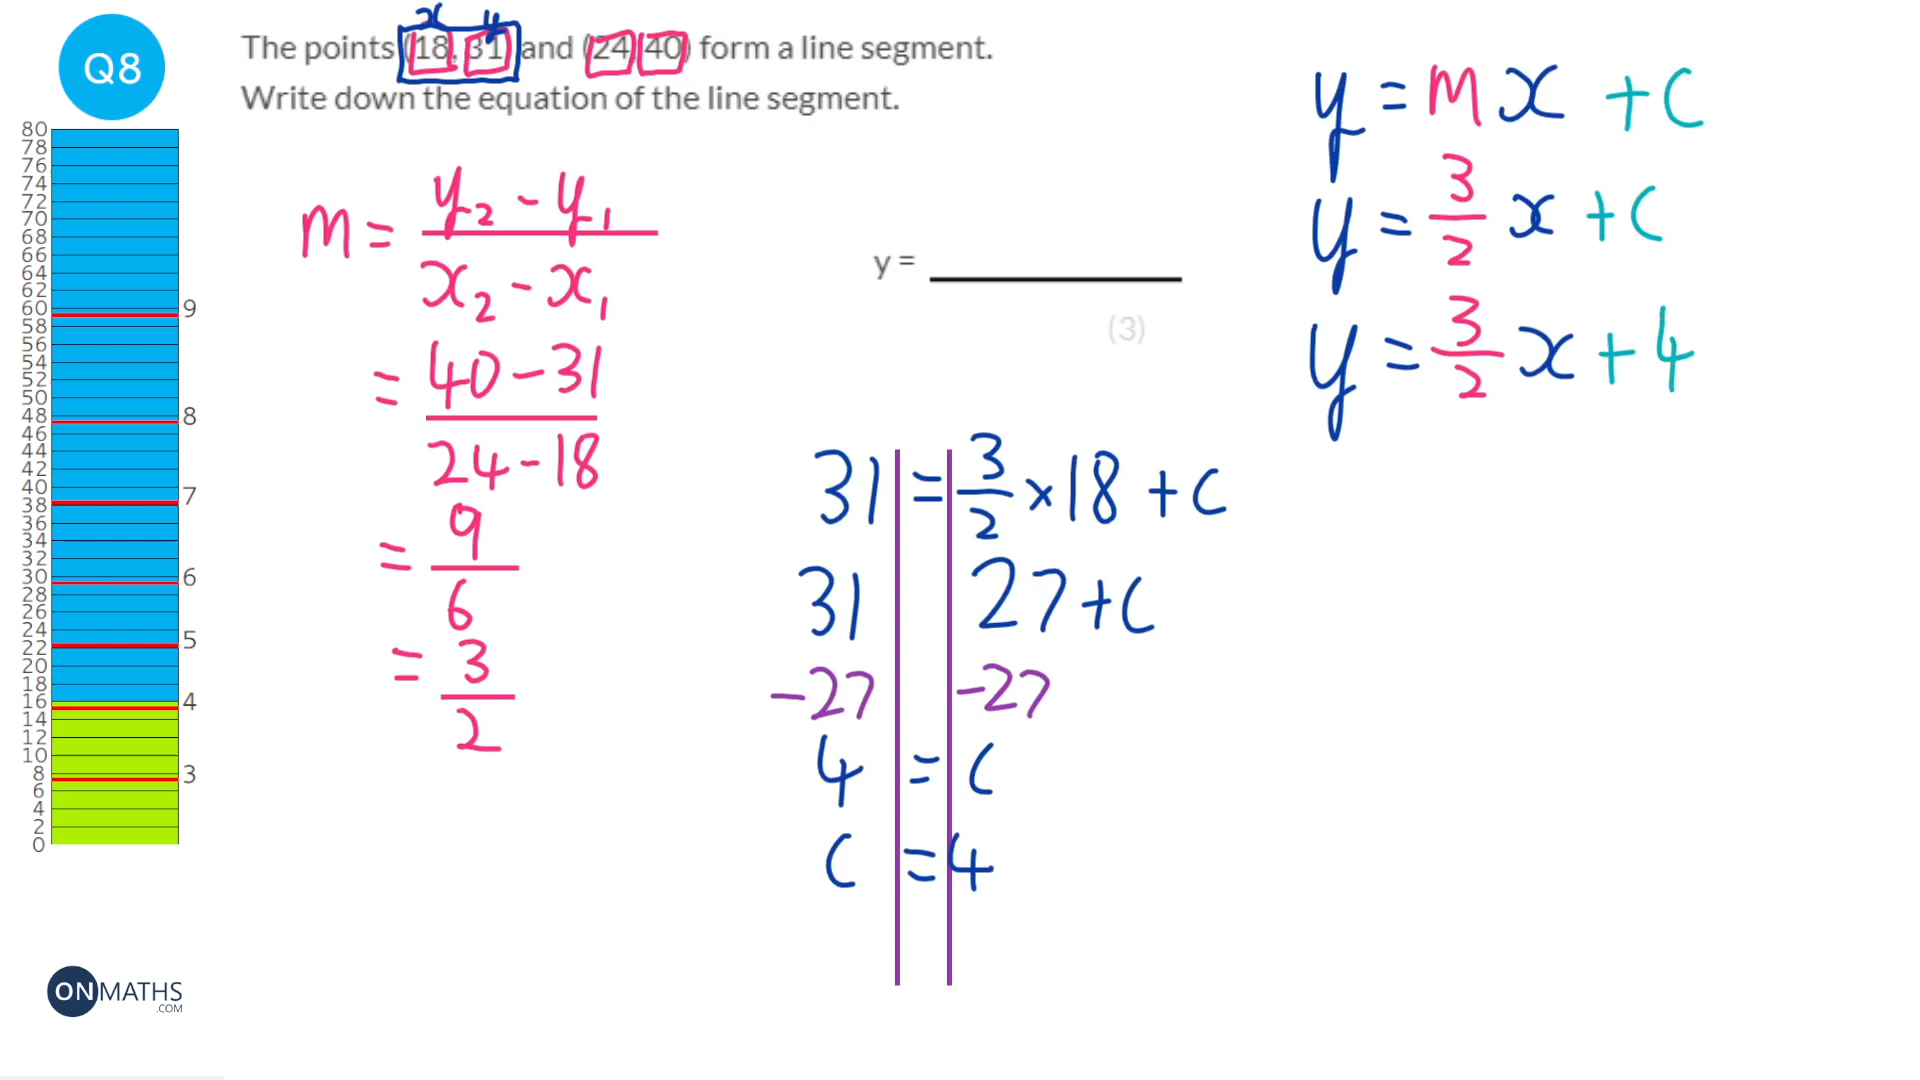 Q8
The points (18, 31) and (24, 40) form a line segment.
x y
Write down the equation of the line segment.
y = mx + c
y = 3/2 x + c
y = 3/2 x + 4
m = y₂ - y₁
x₂ - x₁
= 40 - 31
24 - 18
= 9
6
= 3
2
y =
(3)
31 = 3/2 × 18 + c
31 27 + c
-27 -27
4 = c
c = 4
80
78
76
74
72
70
68
66
64
62
60 9
58
56
54
52
50
48 8
46
44
42
40 7
38
36
34
32
30 6
28
26
24
22 5
20
18
16 4
14
12
10
8 3
6
4
2
0
ONMATHS
.COM